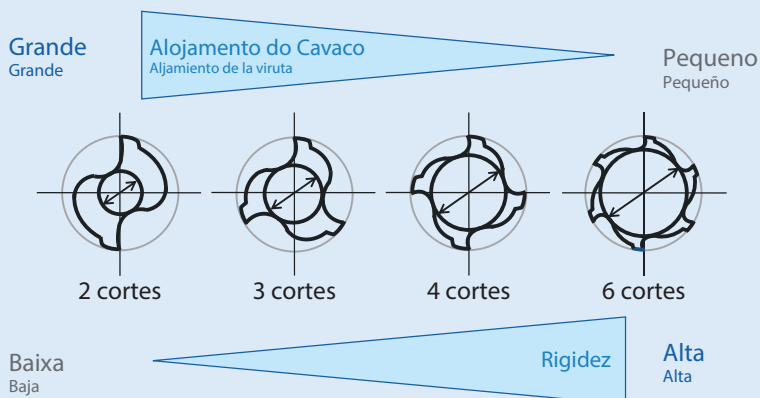 Grande
Grande
Alojamento do Cavaco
Aljamiento de la viruta
Pequeno
Pequeño
2 cortes
3 cortes
4 cortes
6 cortes
Baixa
Baja
Rigidez
Alta
Alta